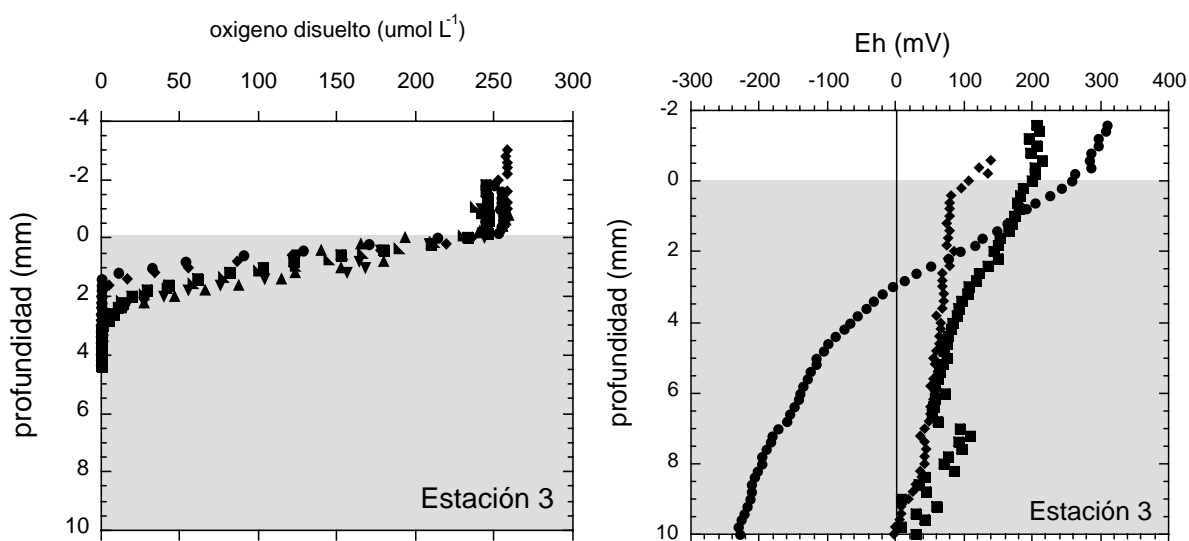 oxigeno disuelto (umol L-1)
0 50 100 150 200 250 300
profundidad (mm)
-4
-2
0
2
4
6
8
10
Estación 3
Eh (mV)
-300 -200 -100 0 100 200 300 400
profundidad (mm)
-2
0
2
4
6
8
10
Estación 3